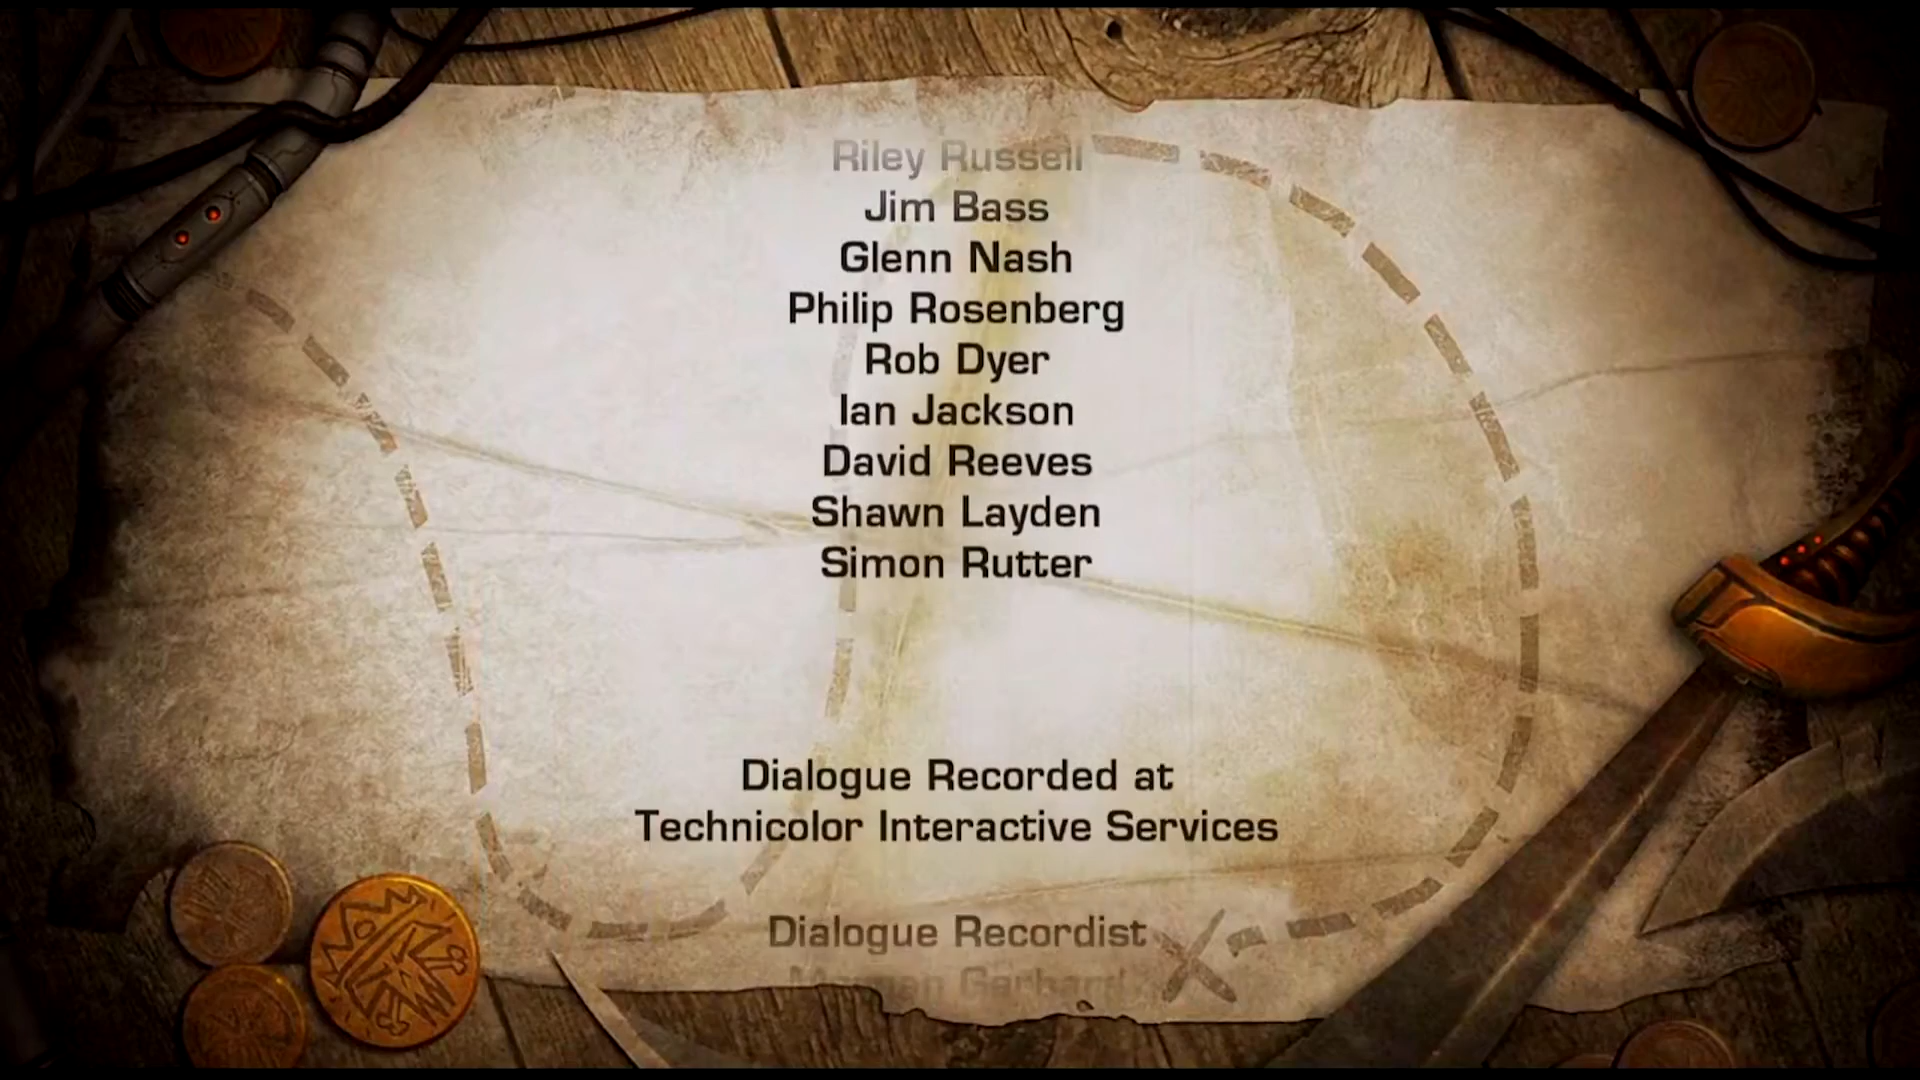 Riley Russell
Jim Bass
Glenn Nash
Philip Rosenberg
Rob Dyer
Ian Jackson
David Reeves
Shawn Layden
Simon Rutter
Dialogue Recorded at
Technicolor Interactive Services
Dialogue Recordist